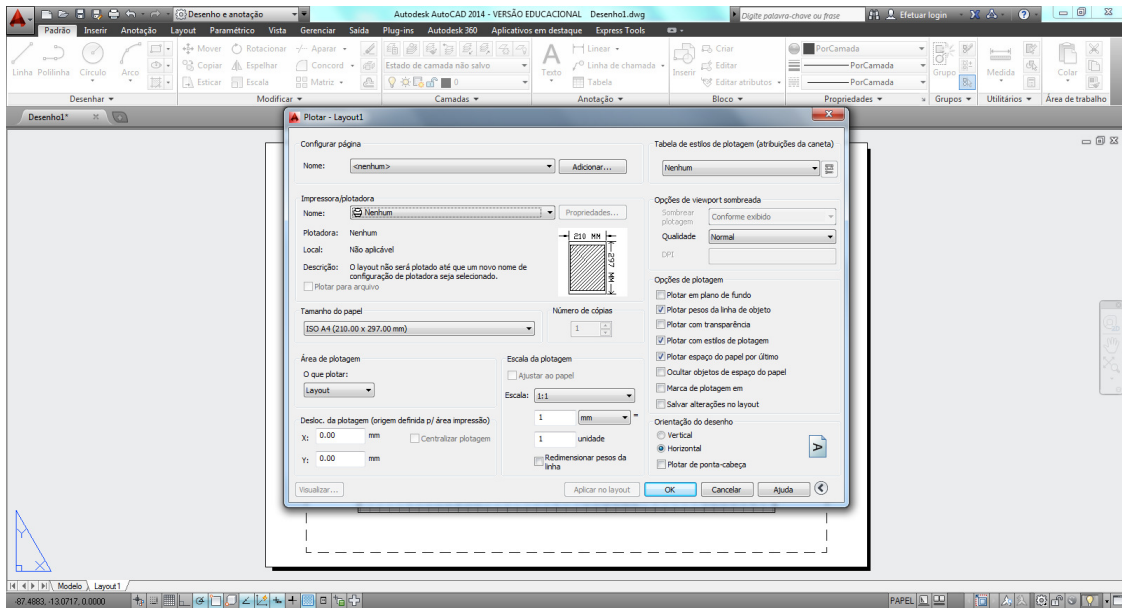 Desenho e anotação
Autodesk AutoCAD 2014 - VERSÃO EDUCACIONAL Desenho1.dwg
Digite palavra-chave ou frase
Efetuar login
Padrão Inserir Anotação Layout Paramétrico Vista Gerenciar Saída Plug-ins Autodesk 360 Aplicativos em destaque Express Tools
Linha Polilinha Círculo Arco
Mover Rotacionar Aparar
Copiar Espelhar Concord
Esticar Escala Matriz
Estado de camada não salvo
0
Texto
Linear
Linha de chamada
Tabela
Inserir
Criar
Editar
Editar atributos
PorCamada
PorCamada
PorCamada
Grupo
Medida
Colar
Desenhar Modificar Camadas Anotação Bloco Propriedades Grupos Utilitários Área de trabalho
Desenho1*
Plotar - Layout1
Configurar página
Nome: <nenhum> Adicionar...
Impressora/plotadora
Nome: Nenhum Propriedades...
Plotadora: Nenhum
Local: Não aplicável
Descrição: O layout não será plotado até que um novo nome de
configuração de plotadora seja selecionado.
Plotar para arquivo
210 MM
297 MM
Tamanho do papel
ISO A4 (210.00 x 297.00 mm)
Número de cópias
1
Área de plotagem
O que plotar:
Layout
Desloc. da plotagem (origem definida p/ área impressão)
X: 0.00 mm Centralizar plotagem
Y: 0.00 mm
Escala da plotagem
Ajustar ao papel
Escala: 1:1
1 mm =
1 unidade
Redimensionar pesos da
linha
Tabela de estilos de plotagem (atribuições da caneta)
Nenhum
Opções de viewport sombreada
Sombrear
plotagem
Conforme exibido
Qualidade Normal
DPI
Opções de plotagem
Plotar em plano de fundo
Plotar pesos da linha de objeto
Plotar com transparência
Plotar com estilos de plotagem
Plotar espaço do papel por último
Ocultar objetos de espaço do papel
Marca de plotagem em
Salvar alterações no layout
Orientação do desenho
Vertical
Horizontal
Plotar de ponta-cabeça
A
Visualizar... Aplicar no layout OK Cancelar Ajuda
Y
X
Modelo Layout1
-87.4883, -13.0717, 0.0000
PAPEL